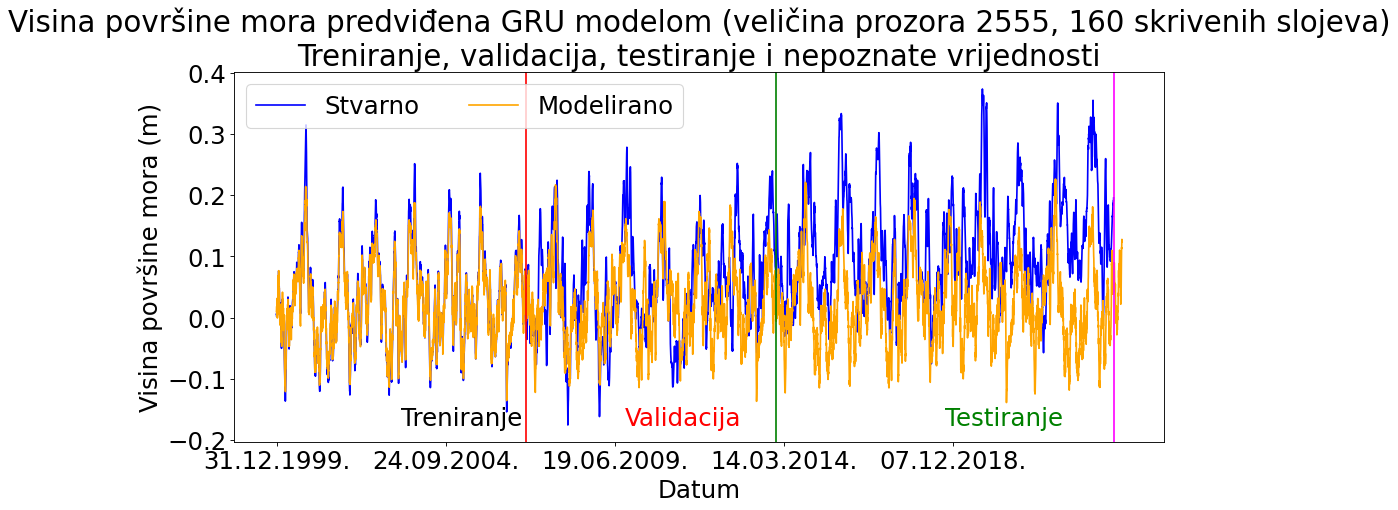 Visina površine mora predviđena GRU modelom (veličina prozora 2555, 160 skrivenih slojeva)
Treniranje, validacija, testiranje i nepoznate vrijednosti
Stvarno
Modelirano
Visina površine mora (m)
0.4
0.3
0.2
0.1
0.0
−0.1
−0.2
Treniranje
Validacija
Testiranje
31.12.1999.
24.09.2004.
19.06.2009.
14.03.2014.
07.12.2018.
Datum